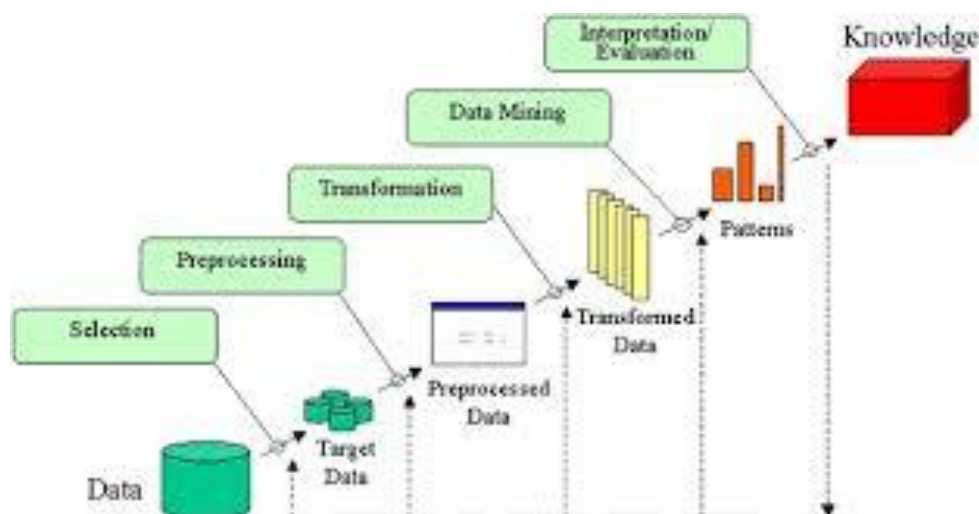 Interpretation/
Evaluation
Knowledge
Data Mining
Transformation
Patterns
Preprocessing
Transformed
Data
Selection
Preprocessed
Data
Target
Data
Data